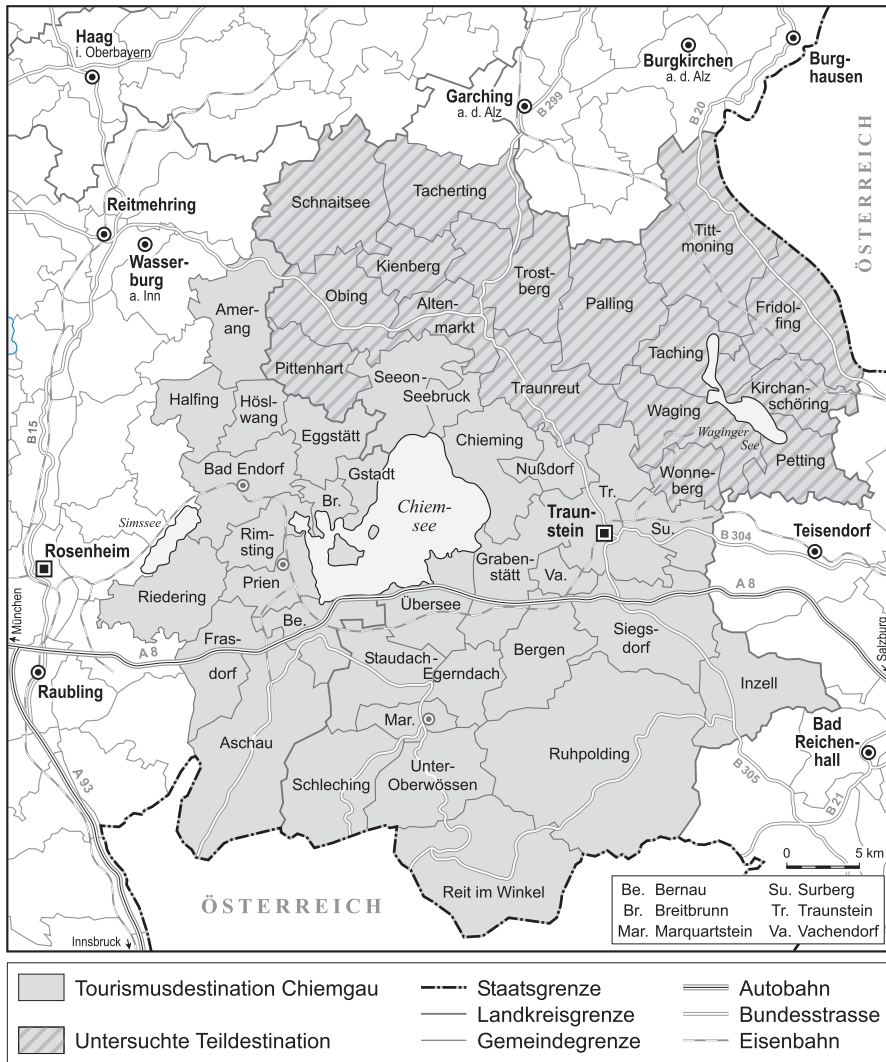 Haag
i. Oberbayern
Burgkirchen
a. d. Alz
Burg-
hausen
Garching
a. d. Alz
B 299
B 20
ÖSTERREICH
Reitmehring
Wasser-
burg
a. Inn
Schnaitsee
Tacherting
Titt-
moning
Kienberg
Obing
Trost-
berg
Amer-
ang
Alten-
markt
Palling
Fridol-
fing
Taching
Pittenhart
Seeon-
Seebruck
Traunreut
Kirchan-
schöring
Halfing
Hösl-
wang
Waging
Waginger
See
B 15
Eggstätt
Chieming
Petting
Bad Endorf
Gstadt
Nußdorf
Wonne-
berg
Br.
Tr.
Simssee
Chiem-
see
Traun-
stein
Su.
Teisendorf
B 304
Rosenheim
Rim-
sting
Graben-
stätt
Va.
A 8
Prien
Riedering
Übersee
München
Be.
Fras-
dorf
A 8
Siegs-
dorf
Staudach-
Egerndach
Bergen
Salzburg
Raubling
Inzell
Mar.
Bad
Reichen-
hall
Aschau
Ruhpolding
Unter-
Oberwössen
Schleching
A 93
B 305
B 21
0 5 km
Reit im Winkel
ÖSTERREICH
Innsbruck
Be. Bernau Su. Surberg
Br. Breitbrunn Tr. Traunstein
Mar. Marquartstein Va. Vachendorf
Tourismusdestination Chiemgau
Untersuchte Teildestination
Staatsgrenze
Landkreisgrenze
Gemeindegrenze
Autobahn
Bundesstrasse
Eisenbahn